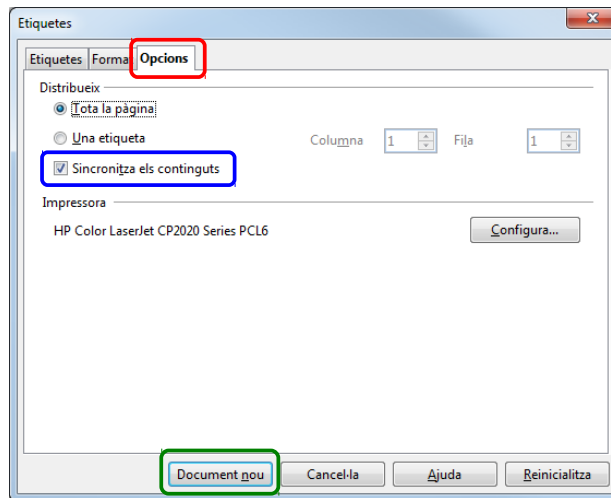 Etiquetes
Etiquetes Format Opcions
Distribueix
Tota la pàgina
Una etiqueta Columna 1 Fila 1
Sincronitza els continguts
Impressora
HP Color LaserJet CP2020 Series PCL6 Configura...
Document nou Cancel·la Ajuda Reinicialitza